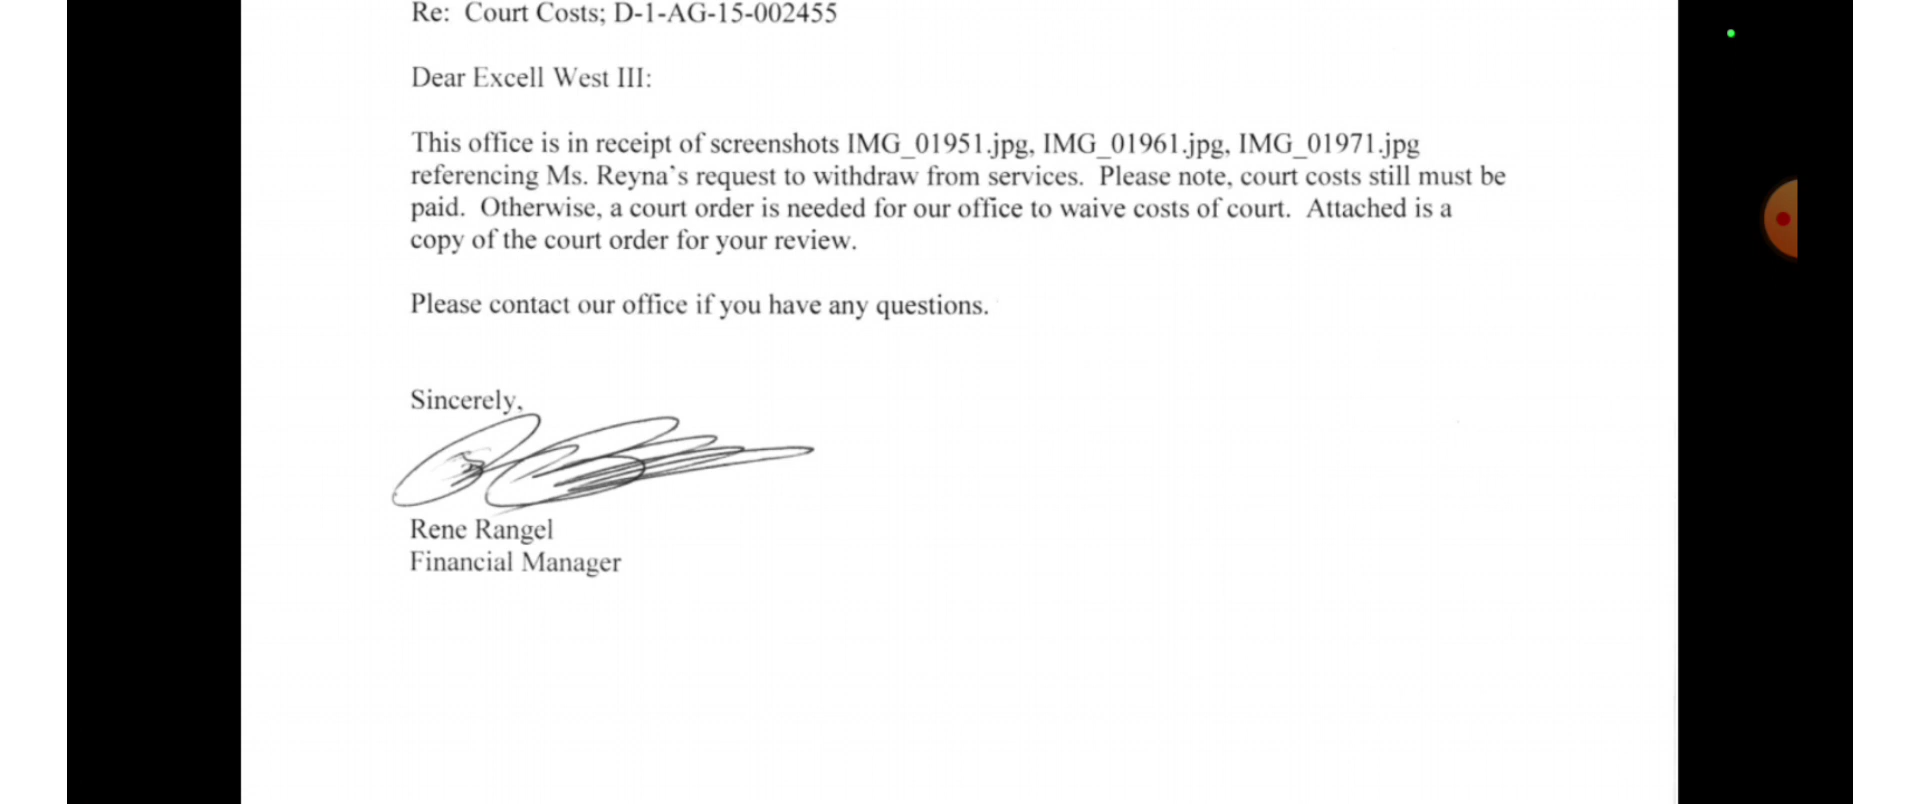 Re: Court Costs; D-1-AG-15-002455
Dear Excell West III:
This office is in receipt of screenshots IMG_01951.jpg, IMG_01961.jpg, IMG_01971.jpg
referencing Ms. Reyna`s request to withdraw from services. Please note, court costs still must be
paid. Otherwise, a court order is needed for our office to waive costs of court. Attached is a
copy of the court order for your review.
Please contact our office if you have any questions.
Sincerely,
Rene Rangel
Financial Manager